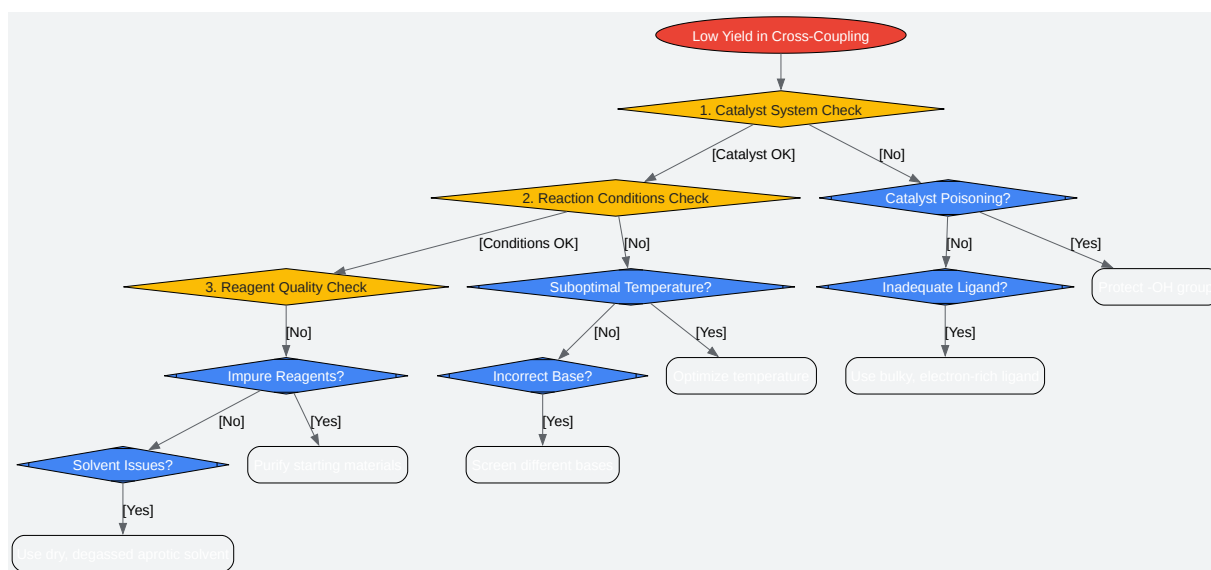 Low Yield in Cross-Coupling
1. Catalyst System Check
[Catalyst OK]
[No]
2. Reaction Conditions Check
Catalyst Poisoning?
[Conditions OK]
[No]
[No]
[Yes]
3. Reagent Quality Check
Suboptimal Temperature?
Inadequate Ligand?
Protect -OH group
[No]
[No]
[Yes]
[Yes]
Impure Reagents?
Incorrect Base?
Optimize temperature
Use bulky, electron-rich ligand
[No]
[Yes]
[Yes]
Solvent Issues?
Purify starting materials
Screen different bases
[Yes]
Use dry, degassed aprotic solvent